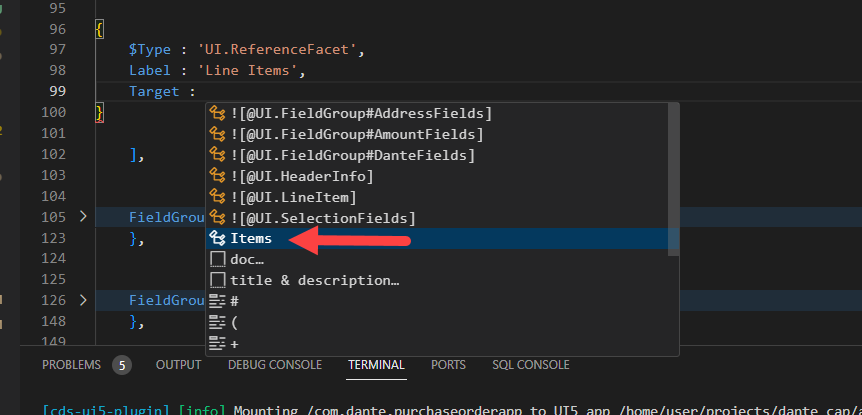 95
96 {
97 $Type : 'UI.ReferenceFacet',
98 Label : 'Line Items',
99 Target :
100 }
![@UI.FieldGroup#AddressFields]
101
![@UI.FieldGroup#AmountFields]
102 ],
![@UI.FieldGroup#DanteFields]
103
![@UI.HeaderInfo]
104
![@UI.LineItem]
105 > FieldGrou
![@UI.SelectionFields]
123 },
Items
124
doc…
125
title & description…
126 > FieldGrou
#
148 },
(
149
+
PROBLEMS 5 OUTPUT DEBUG CONSOLE TERMINAL PORTS SQL CONSOLE
[cds-ui5-plugin] [info] Mounting /com.dante.purchaseorderapp to UI5 app /home/user/projects/dante_cap/a